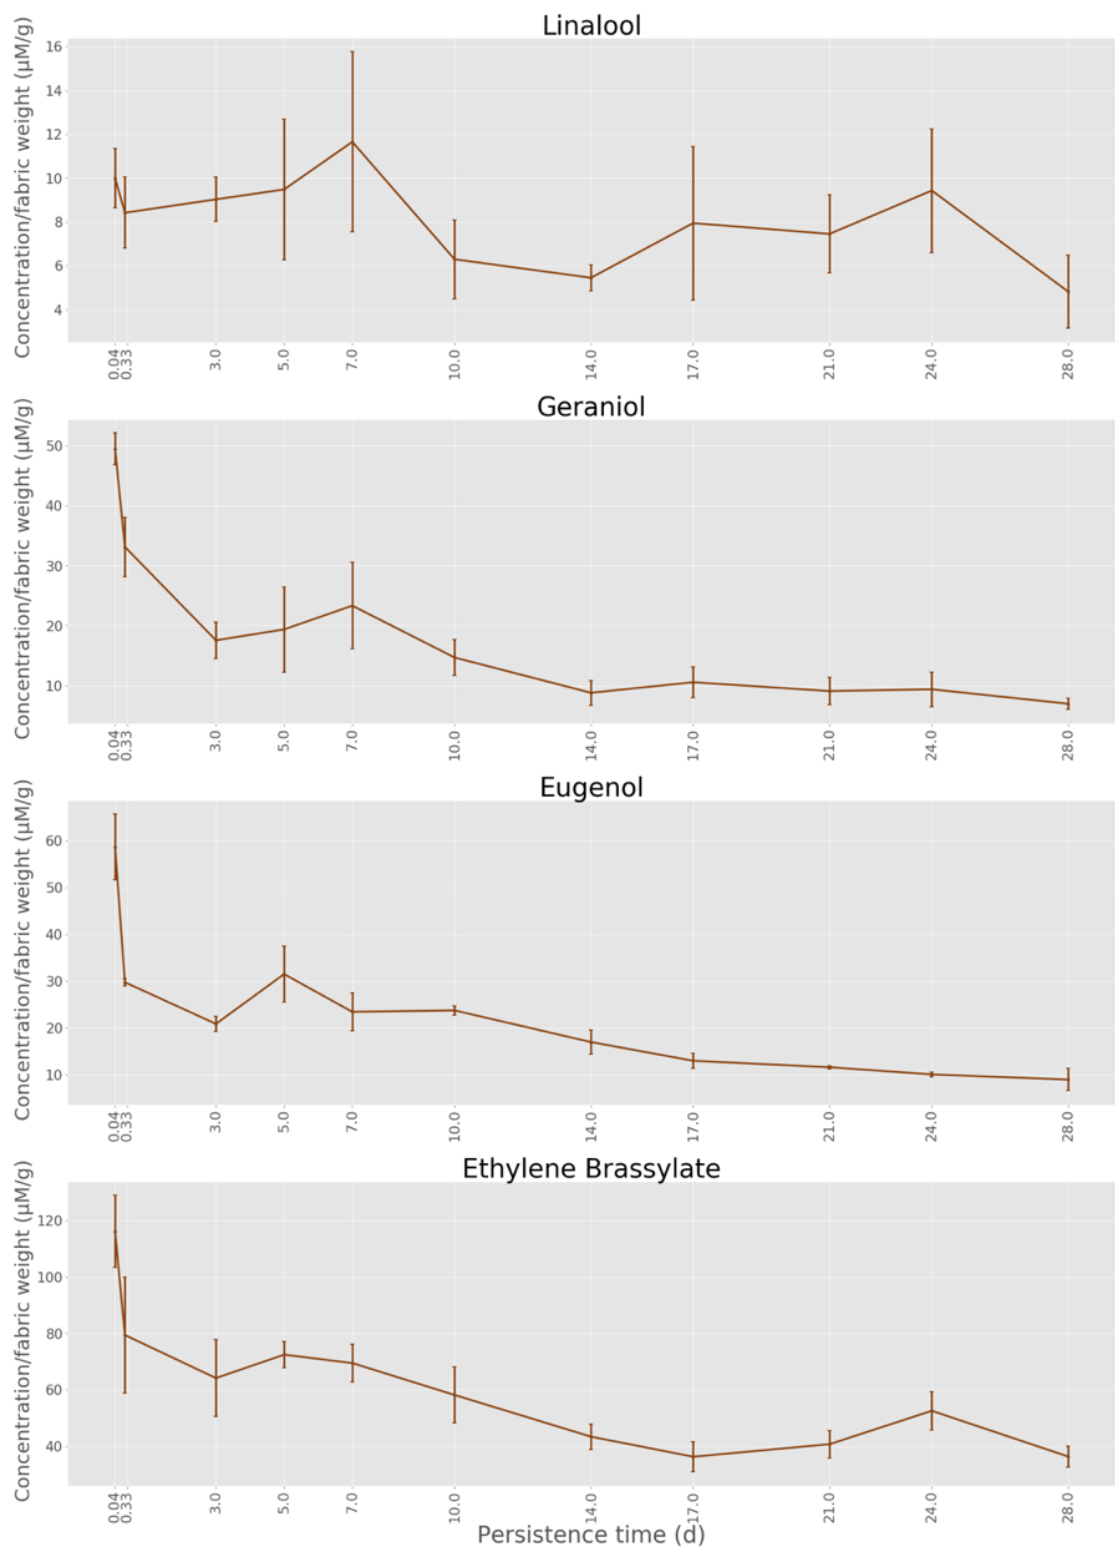 Linalool
Concentration/fabric weight (µM/g)
16
14
12
10
8
6
4
0.04 0.33 3.0 5.0 7.0 10.0 14.0 17.0 21.0 24.0 28.0
Geraniol
Concentration/fabric weight (µM/g)
50
40
30
20
10
0.04 0.33 3.0 5.0 7.0 10.0 14.0 17.0 21.0 24.0 28.0
Eugenol
Concentration/fabric weight (µM/g)
60
50
40
30
20
10
0.04 0.33 3.0 5.0 7.0 10.0 14.0 17.0 21.0 24.0 28.0
Ethylene Brassylate
Concentration/fabric weight (µM/g)
120
100
80
60
40
0.04 0.33 3.0 5.0 7.0 10.0 14.0 17.0 21.0 24.0 28.0
Persistence time (d)